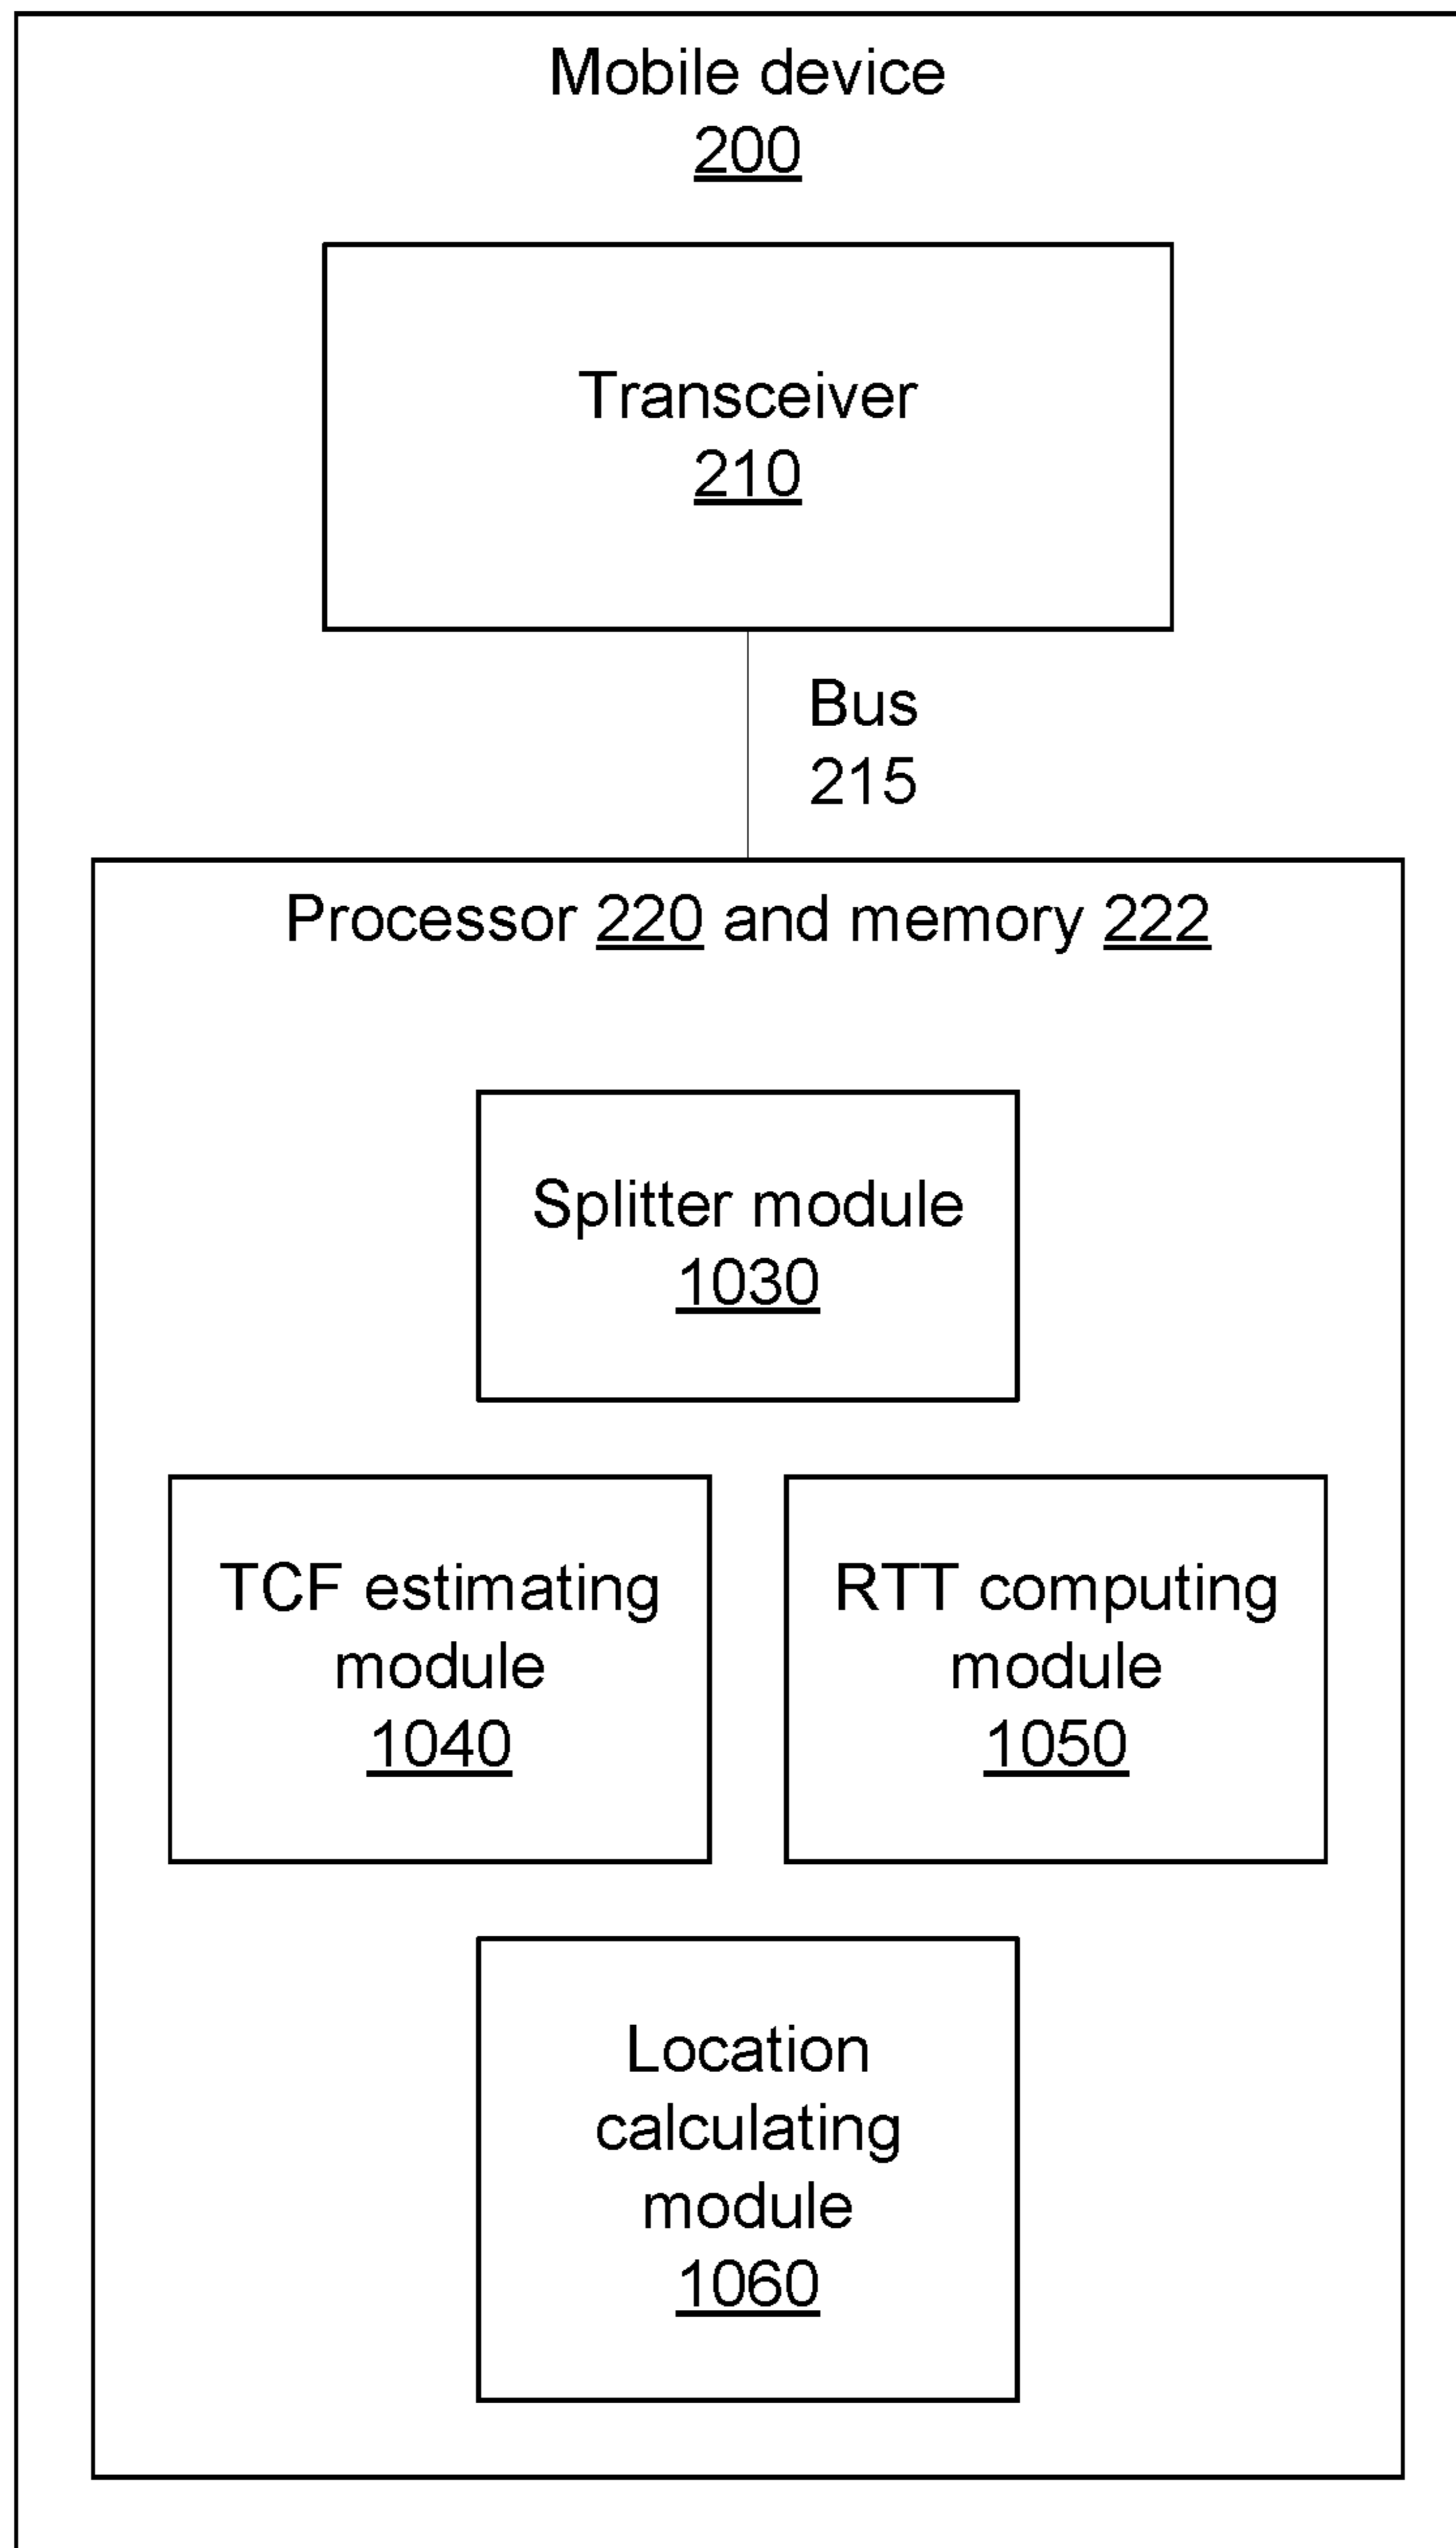 Mobile device
200
Transceiver
210
Bus
215
Processor 220 and memory 222
Splitter module
1030
TCF estimating
module
1040
RTT computing
module
1050
Location
calculating
module
1060